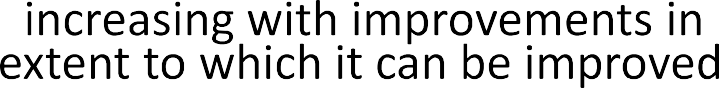 increasing with improvements in
extent to which it can be improved